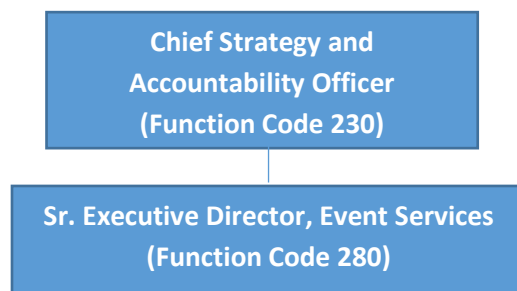 Chief Strategy and
Accountability Officer
(Function Code 230)
Sr. Executive Director, Event Services
(Function Code 280)